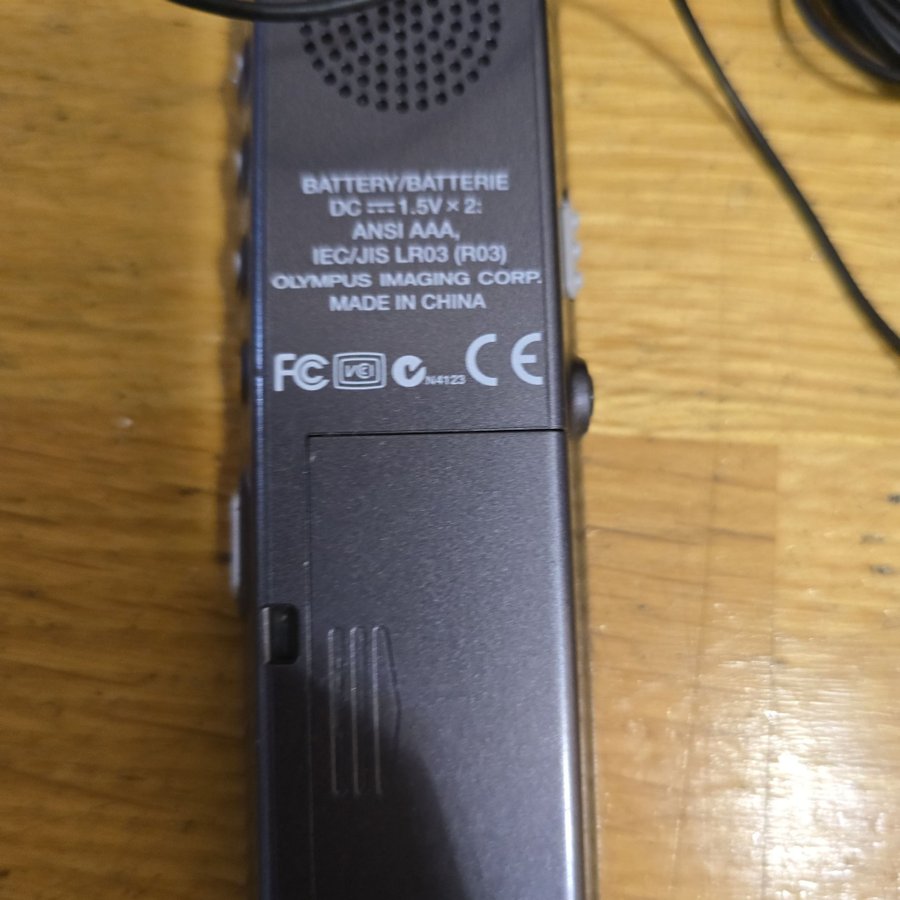 BATTERY/BATTERIE
DC ⎓ 1.5V × 2:
ANSI AAA,
IEC/JIS LR03 (R03)
OLYMPUS IMAGING CORP.
MADE IN CHINA
FC VCI N4123 CE